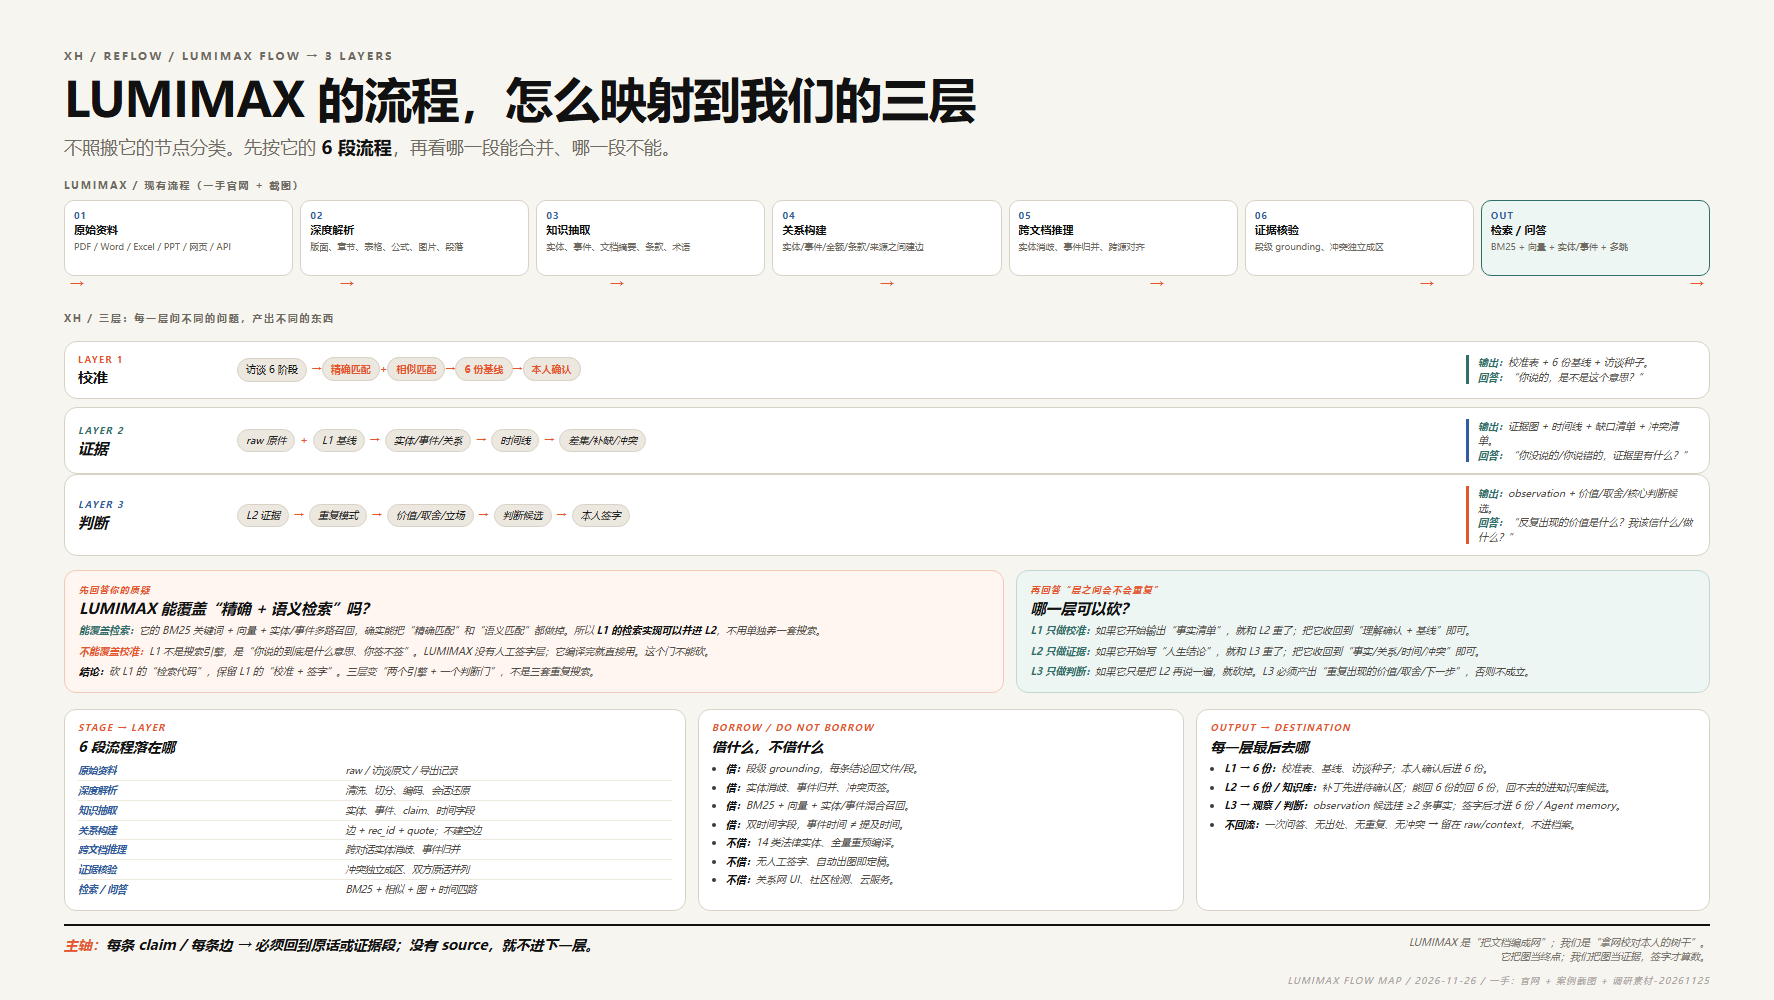 XH / REFLOW / LUMIMAX FLOW → 3 LAYERS
LUMIMAX 的流程，怎么映射到我们的三层
不照搬它的节点分类。先按它的 6 段流程，再看哪一段能合并、哪一段不能。
LUMIMAX / 现有流程（一手官网 + 截图）
01
原始资料
PDF / Word / Excel / PPT / 网页 / API
02
深度解析
版面、章节、表格、公式、图片、段落
03
知识抽取
实体、事件、文档摘要、条款、术语
04
关系构建
实体/事件/金额/条款/来源之间建边
05
跨文档推理
实体消歧、事件归并、跨源对齐
06
证据核验
段级 grounding、冲突独立成区
OUT
检索 / 问答
BM25 + 向量 + 实体/事件 + 多跳
→ → → → → → →
XH / 三层：每一层问不同的问题，产出不同的东西
LAYER 1
校准
访谈 6 阶段 → 精确匹配 + 相似匹配 → 6 份基线 → 本人确认
输出：校准表 + 6 份基线 + 访谈种子。
回答：“你说的，是不是这个意思？”
LAYER 2
证据
raw 原件 + L1 基线 → 实体/事件/关系 → 时间线 → 差集/补缺/冲突
输出：证据图 + 时间线 + 缺口清单 + 冲突清
单。
回答：“你没说的/你说错的，证据里有什么？”
LAYER 3
判断
L2 证据 → 重复模式 → 价值/取舍/立场 → 判断候选 → 本人签字
输出：observation + 价值/取舍/核心判断候
选。
回答：“反复出现的价值是什么？我该信什么/做
什么？”
先回答你的质疑
LUMIMAX 能覆盖“精确 + 语义检索”吗？
能覆盖检索：它的 BM25 关键词 + 向量 + 实体/事件多路召回，确实能把“精确匹配”和“语义匹配”都做掉。所以 L1 的检索实现可以并进 L2，不用单独养一套搜索。
不能覆盖校准：L1 不是搜索引擎，是“你说的到底是什么意思、你签不签”。LUMIMAX 没有人工签字层；它编译完就直接用。这个门不能砍。
结论：砍 L1 的“检索代码”，保留 L1 的“校准 + 签字”。三层变“两个引擎 + 一个判断门”，不是三套重复搜索。
再回答“层之间会不会重复”
哪一层可以砍？
L1 只做校准：如果它开始输出“事实清单”，就和 L2 重了；把它收回到“理解确认 + 基线”即可。
L2 只做证据：如果它开始写“人生结论”，就和 L3 重了；把它收回到“事实/关系/时间/冲突”即可。
L3 只做判断：如果它只是把 L2 再说一遍，就砍掉。L3 必须产出“重复出现的价值/取舍/下一步”，否则不成立。
STAGE → LAYER
6 段流程落在哪
原始资料 raw / 访谈原文 / 导出记录
深度解析 清洗、切分、编码、会话还原
知识抽取 实体、事件、claim、时间字段
关系构建 边 + rec_id + quote；不建空边
跨文档推理 跨对话实体消歧、事件归并
证据核验 冲突独立成区、双方原话并列
检索 / 问答 BM25 + 相似 + 图 + 时间四路
BORROW / DO NOT BORROW
借什么，不借什么
• 借：段级 grounding，每条结论回文件/段。
• 借：实体消歧、事件归并、冲突页签。
• 借：BM25 + 向量 + 实体/事件混合召回。
• 借：双时间字段，事件时间 ≠ 提及时间。
• 不借：14 类法律实体、全量重预编译。
• 不借：无人工签字、自动出图即定稿。
• 不借：关系网 UI、社区检测、云服务。
OUTPUT → DESTINATION
每一层最后去哪
• L1 → 6 份：校准表、基线、访谈种子；本人确认后进 6 份。
• L2 → 6 份 / 知识库：补丁先进待确认区；能回 6 份的回 6 份，回不去的进知识库候选。
• L3 → 观察 / 判断：observation 候选挂 ≥2 条事实；签字后才进 6 份 / Agent memory。
• 不回流：一次问答、无出处、无重复、无冲突 → 留在 raw/context，不进档案。
主轴：每条 claim / 每条边 → 必须回到原话或证据段；没有 source，就不进下一层。
LUMIMAX 是“把文档编成网”；我们是“拿网校对本人的树干”。
它把图当终点；我们把图当证据，签字才算数。
LUMIMAX FLOW MAP / 2026-11-26 / 一手：官网 + 案例截图 + 调研素材-20261125